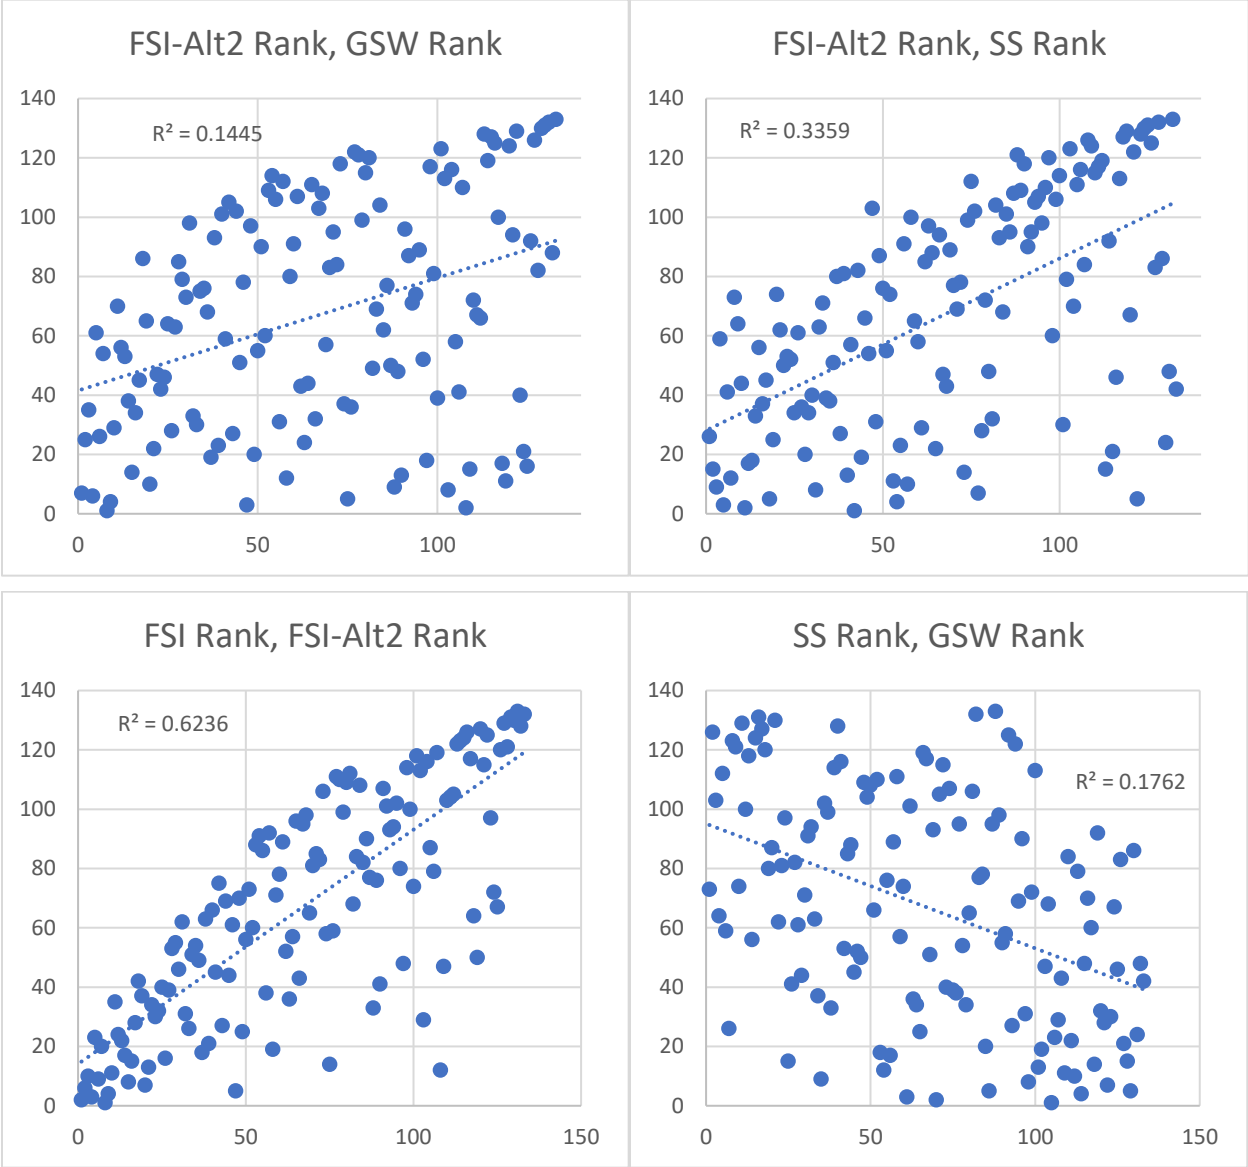 FSI-Alt2 Rank, GSW Rank
140
120
100
80
60
40
20
0
0 50 100
R² = 0.1445
FSI-Alt2 Rank, SS Rank
140
120
100
80
60
40
20
0
0 50 100
R² = 0.3359
FSI Rank, FSI-Alt2 Rank
140
120
100
80
60
40
20
0
0 50 100 150
R² = 0.6236
SS Rank, GSW Rank
140
120
100
80
60
40
20
0
0 50 100 150
R² = 0.1762